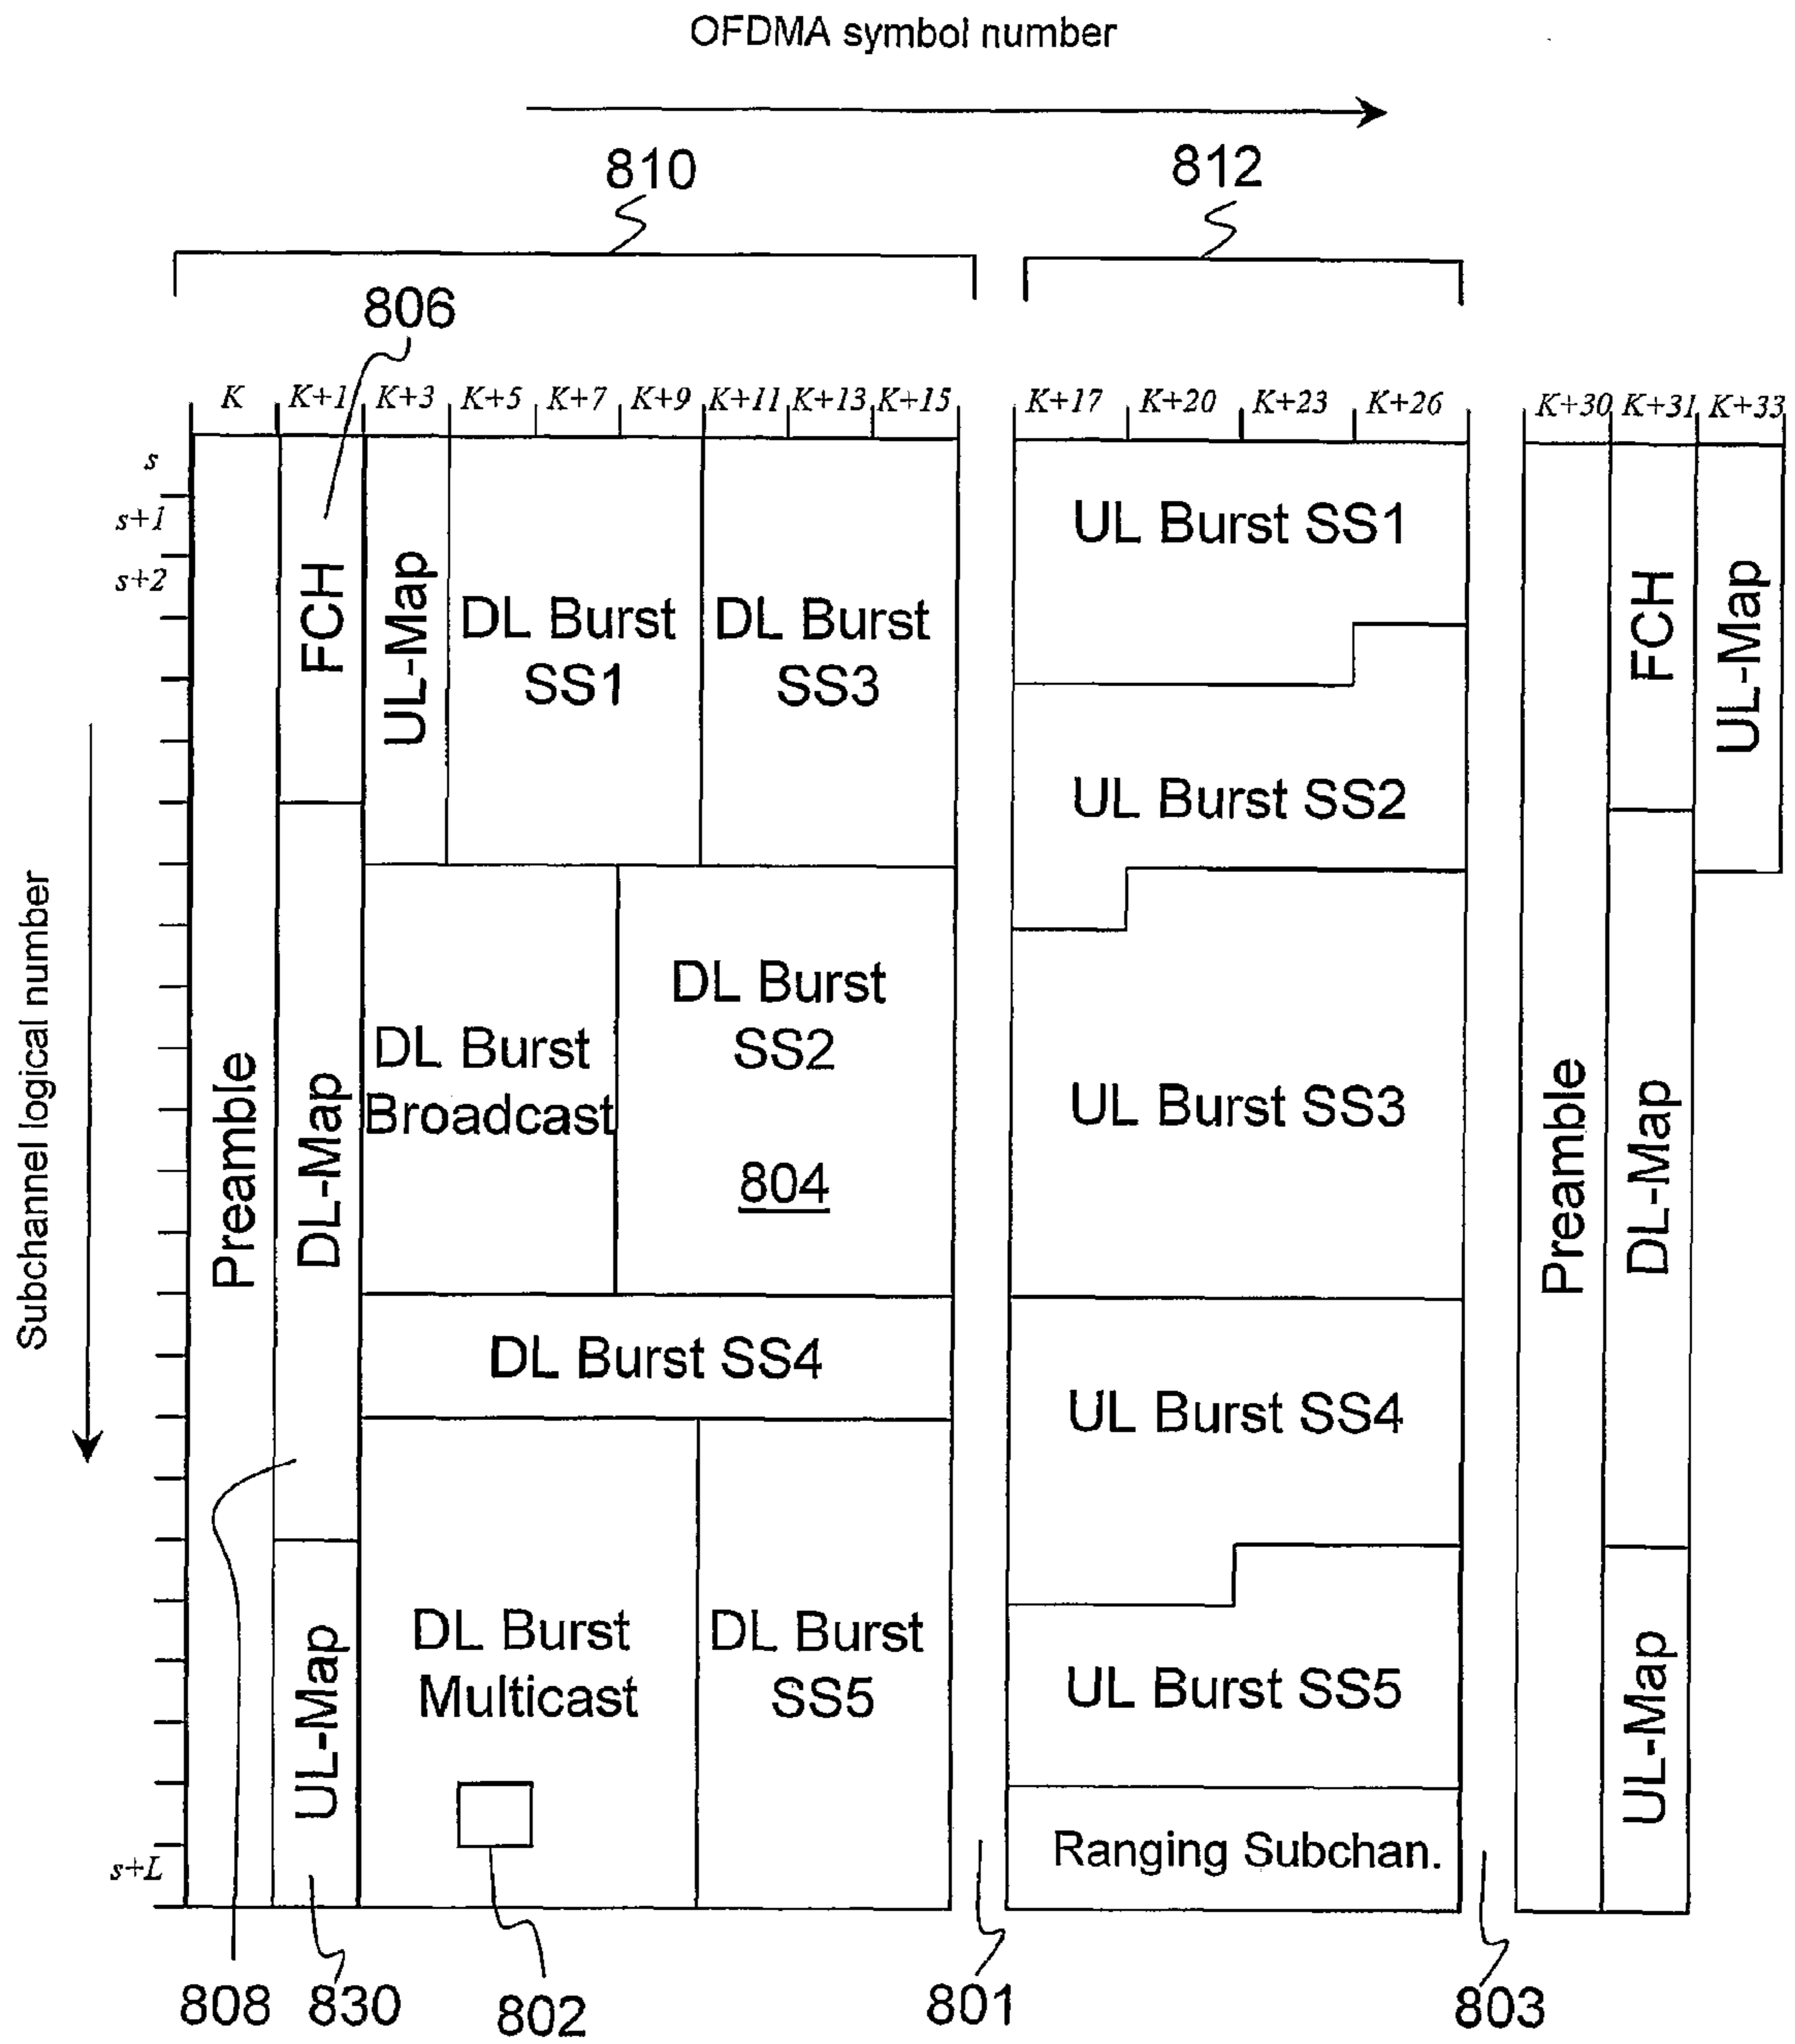 OFDMA symbol number
810
812
806
K K+1 K+3 K+5 K+7 K+9 K+11 K+13 K+15 K+17 K+20 K+23 K+26 K+30 K+31 K+33
s
s+1
s+2
s+L
Subchannel logical number
Preamble
FCH
DL-Map
UL-Map
UL-Map
DL Burst
SS1
DL Burst
SS3
DL Burst
Broadcast
DL Burst
SS2
804
DL Burst SS4
DL Burst
Multicast
DL Burst
SS5
UL Burst SS1
UL Burst SS2
UL Burst SS3
UL Burst SS4
UL Burst SS5
Ranging Subchan.
Preamble
FCH
DL-Map
UL-Map
UL-Map
808
830
802
801
803